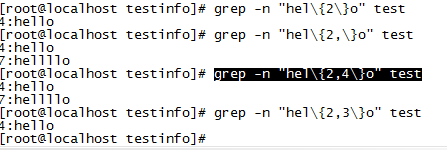 [root@localhost testinfo]# grep -n "hel\{2\}o" test
4:hello
[root@localhost testinfo]# grep -n "hel\{2,\}o" test
4:hello
7:hellllo
[root@localhost testinfo]# grep -n "hel\{2,4\}o" test
4:hello
7:hellllo
[root@localhost testinfo]# grep -n "hel\{2,3\}o" test
4:hello
[root@localhost testinfo]#